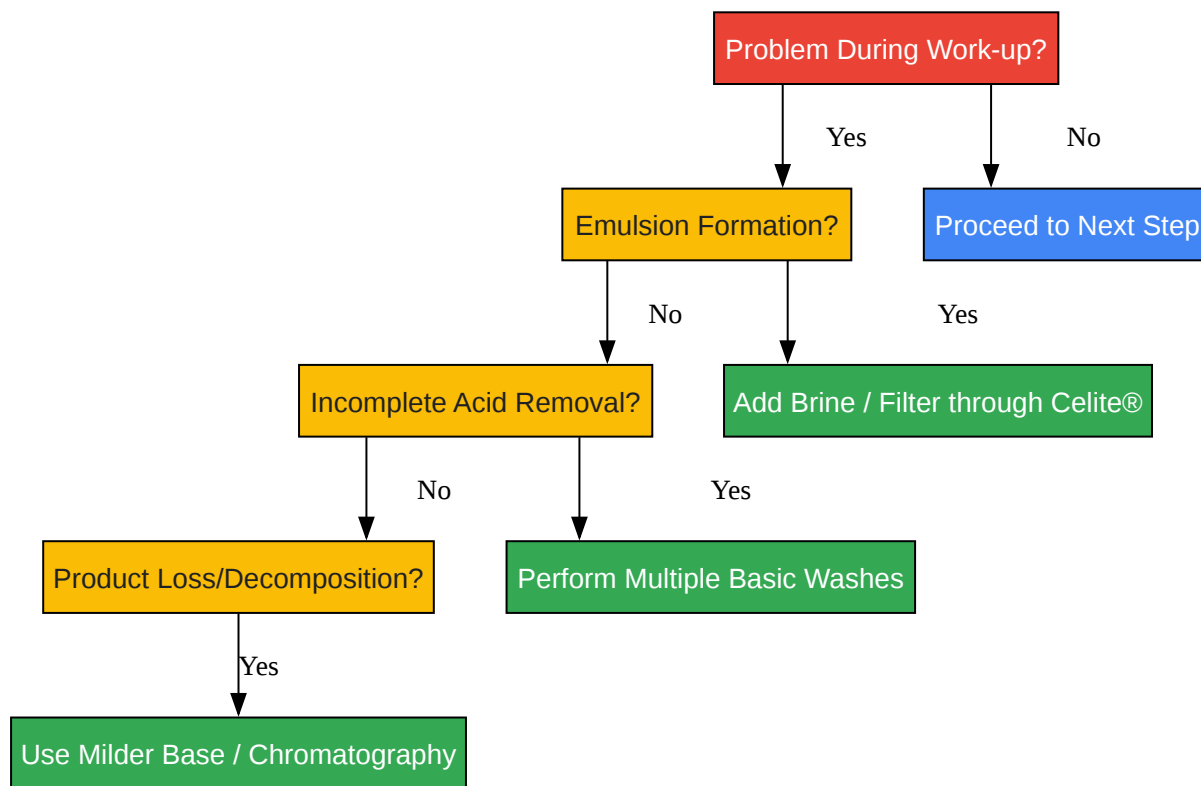 Problem During Work-up?
Yes
No
Emulsion Formation?
Proceed to Next Step
No
Yes
Incomplete Acid Removal?
Add Brine / Filter through Celite®
No
Yes
Product Loss/Decomposition?
Perform Multiple Basic Washes
Yes
Use Milder Base / Chromatography